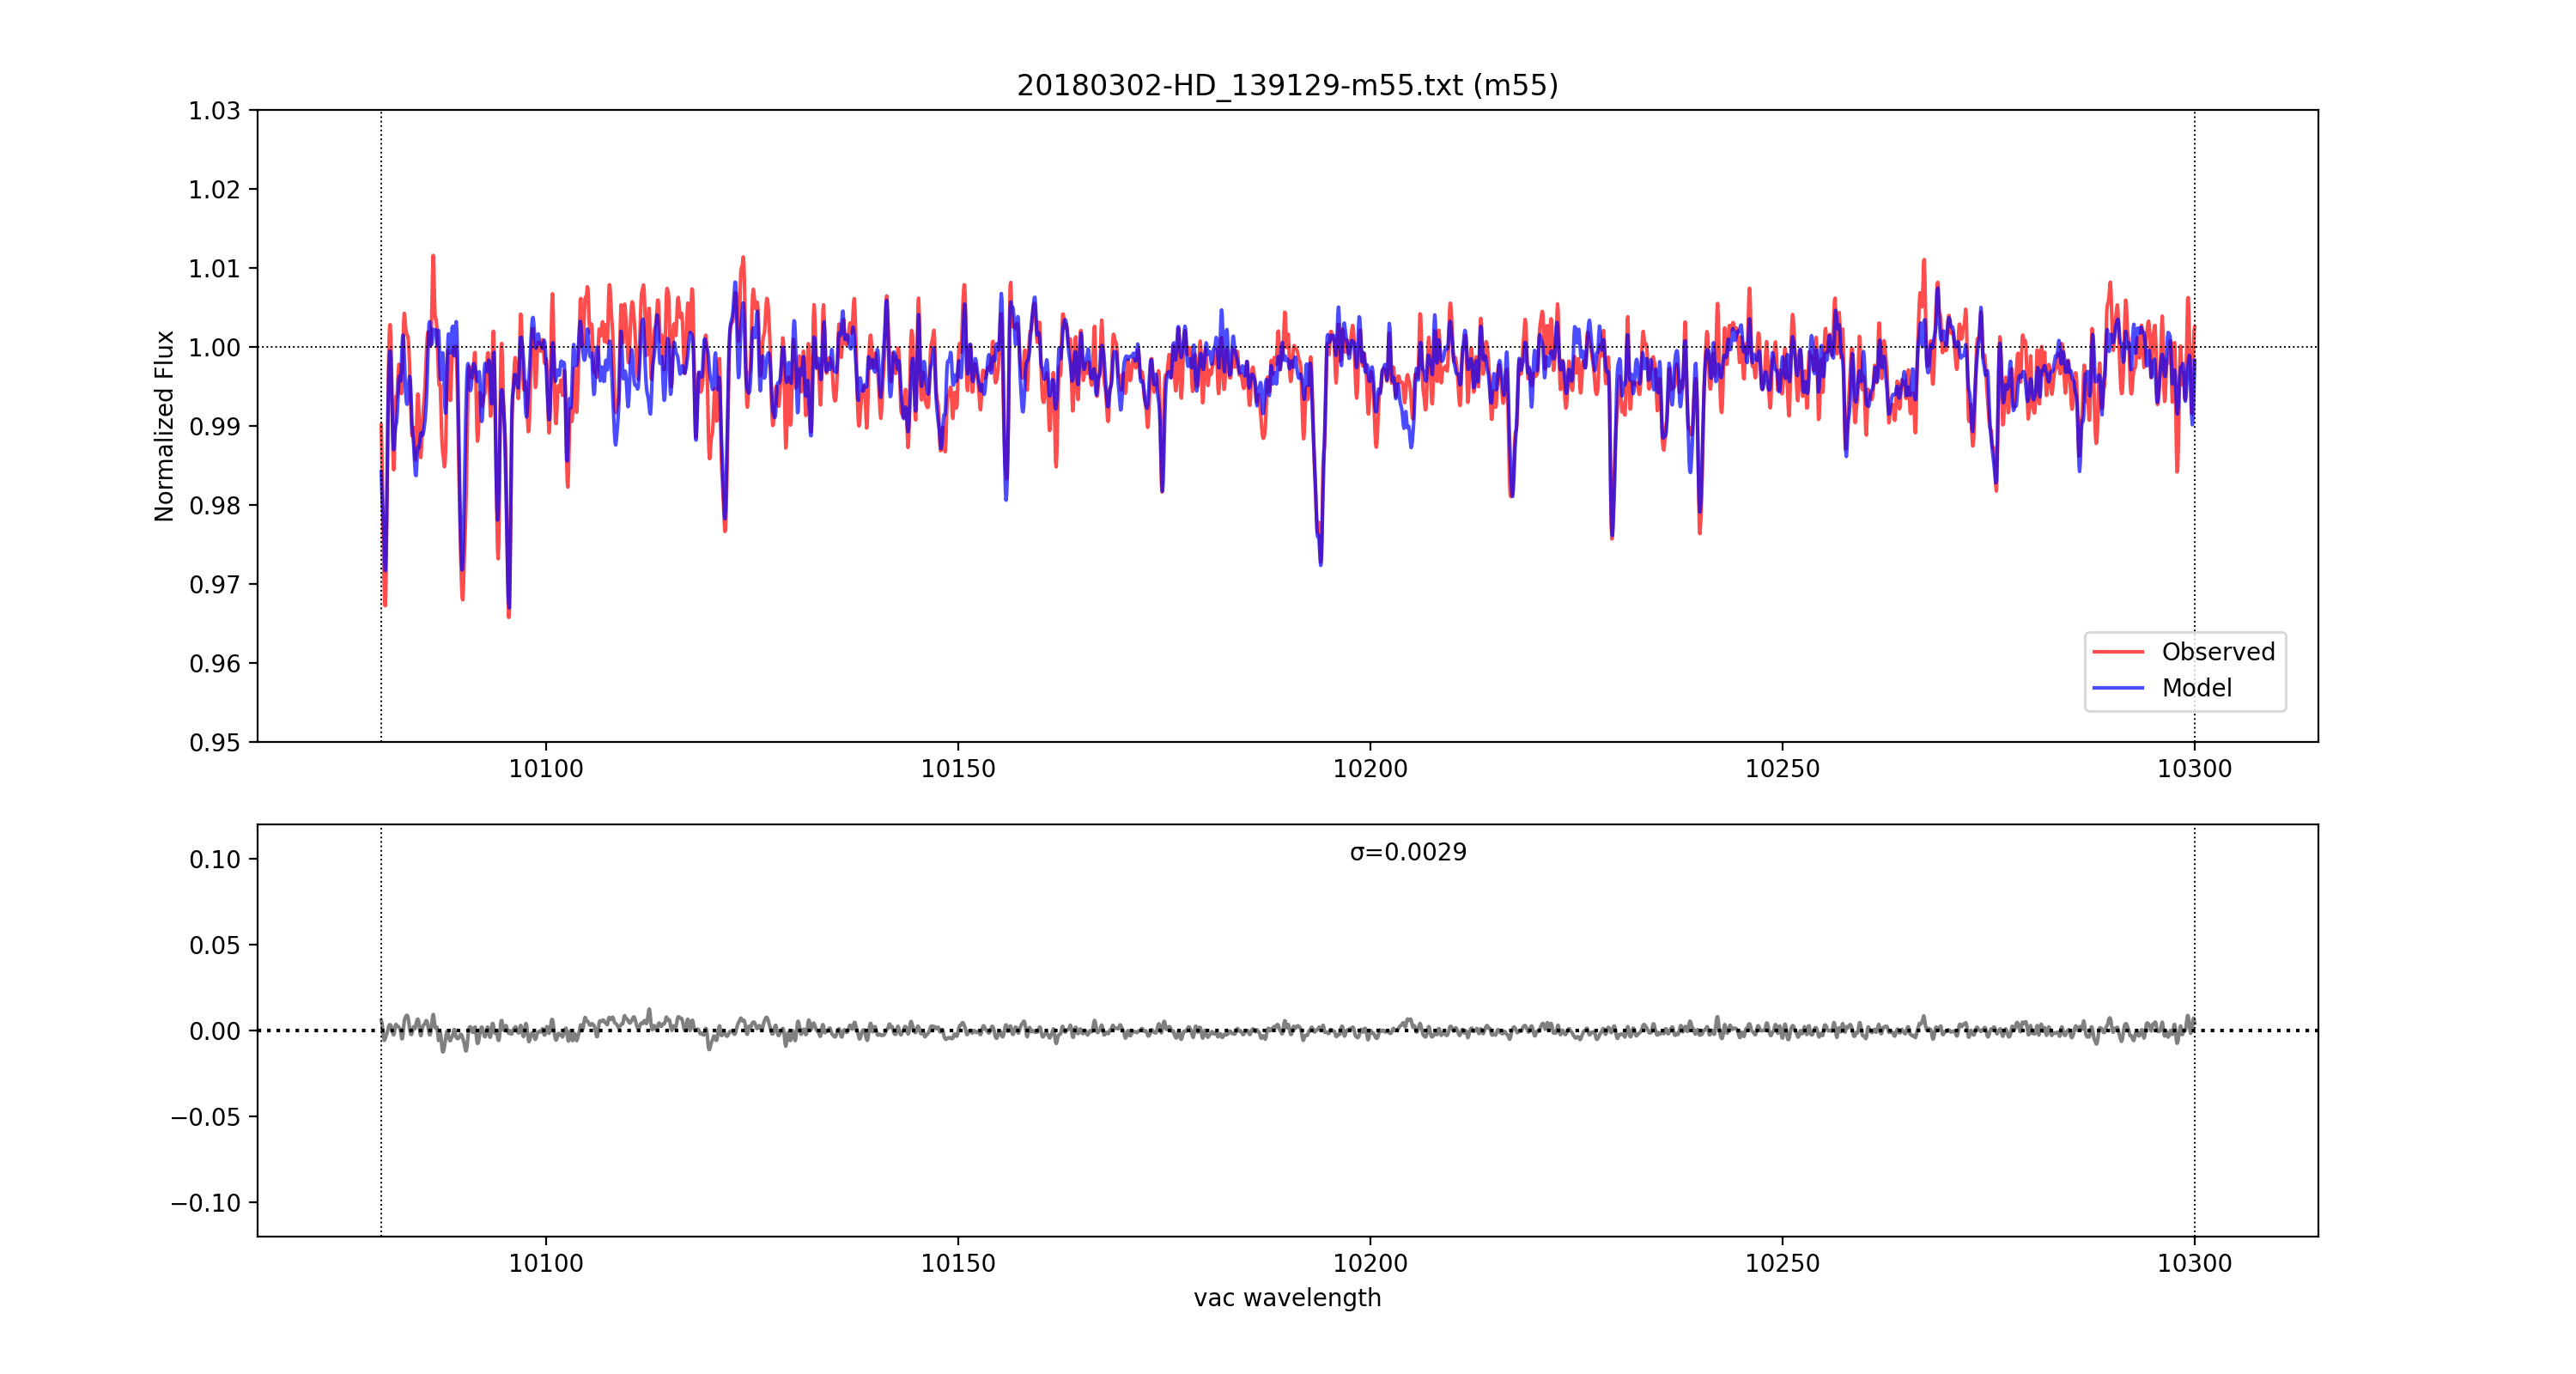 20180302-HD_139129-m55.txt (m55)
1.03
1.02
1.01
1.00
0.99
0.98
0.97
0.96
0.95
Normalized Flux
Observed
Model
10100 10150 10200 10250 10300
σ=0.0029
0.10
0.05
0.00
−0.05
−0.10
10100 10150 10200 10250 10300
vac wavelength